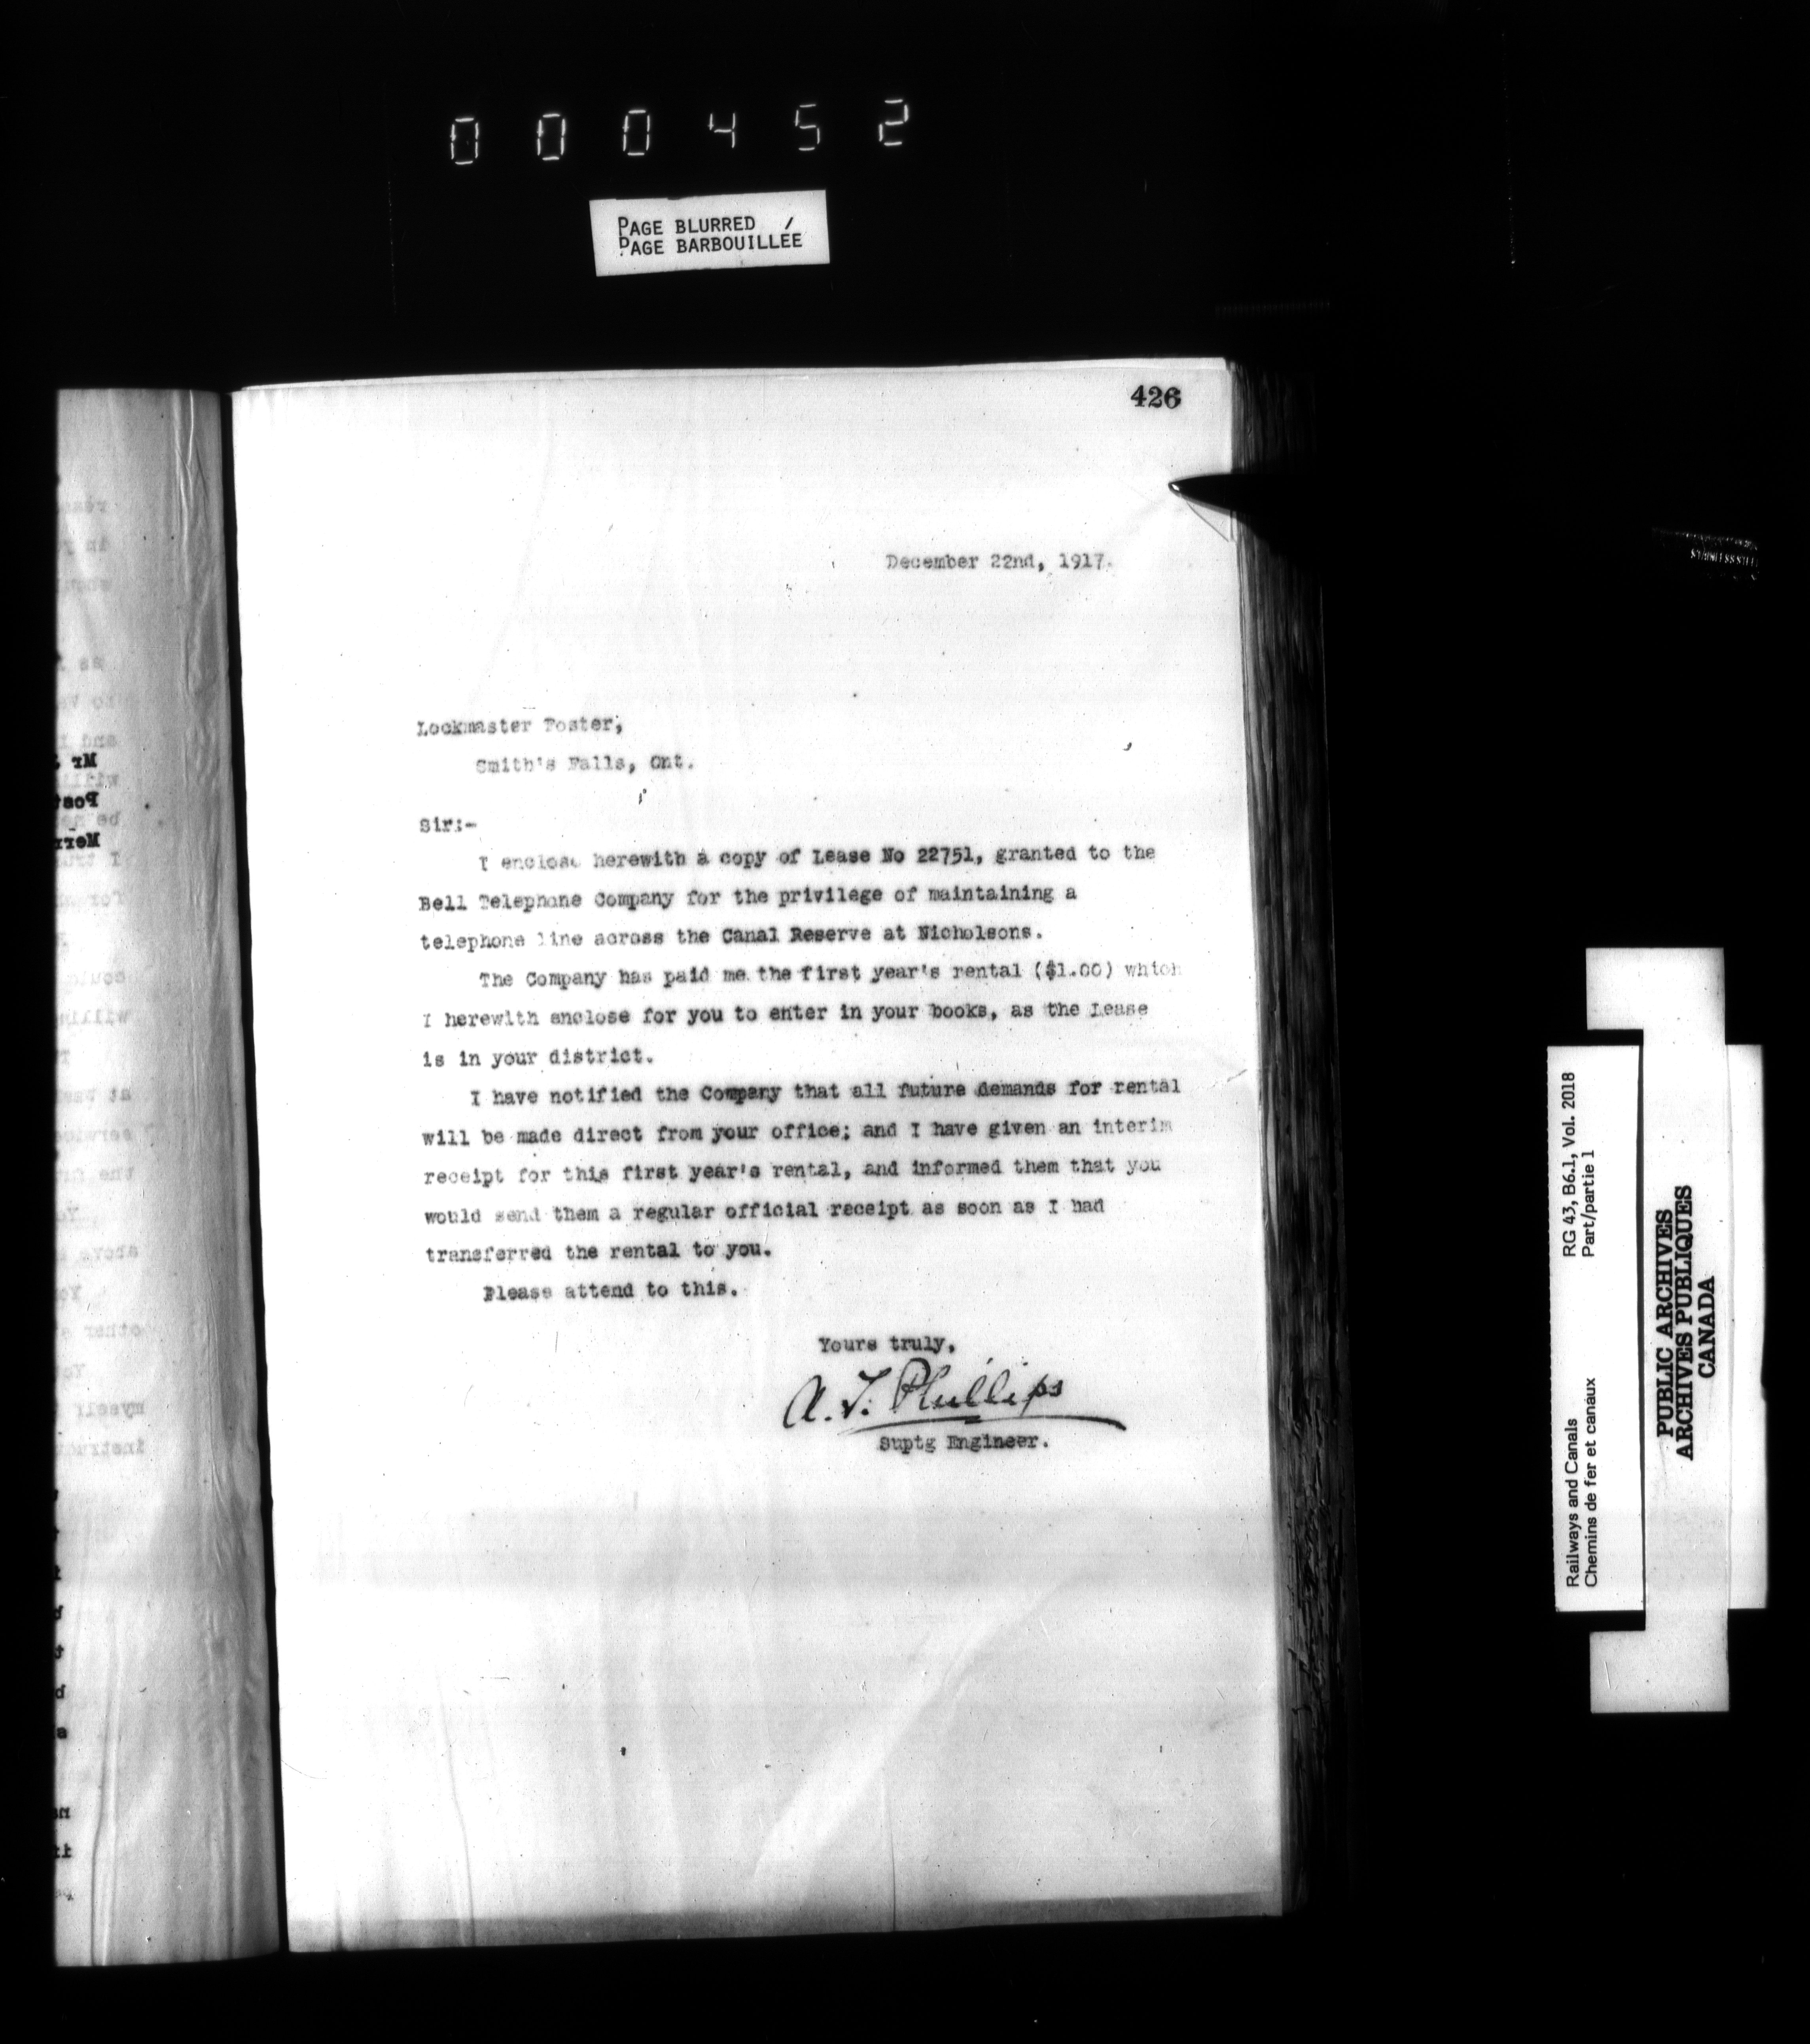 000452
PAGE BLURRED /
PAGE BARBOUILLEE
426
December 22nd, 1917.
Lockmaster Foster,
Smith's Falls, Ont.
Sir:-
I enclose herewith a copy of Lease No 22751, granted to the
Bell Telephone Company for the privilege of maintaining a
telephone line across the Canal Reserve at Nicholsons.
The Company has paid me the first year's rental ($1.00) which
I herewith enclose for you to enter in your books, as the Lease
is in your district.
I have notified the Company that all future demands for rental
will be made direct from your office; and I have given an interim
receipt for this first year's rental, and informed them that you
would send them a regular official receipt as soon as I had
transferred the rental to you.
Please attend to this.
Yours truly,
A. T. Phillips
Suptg Engineer.
Railways and Canals RG 43, B6.1, Vol. 2018
Chemins de fer et canaux Part/partie 1
PUBLIC ARCHIVES
ARCHIVES PUBLIQUES
CANADA